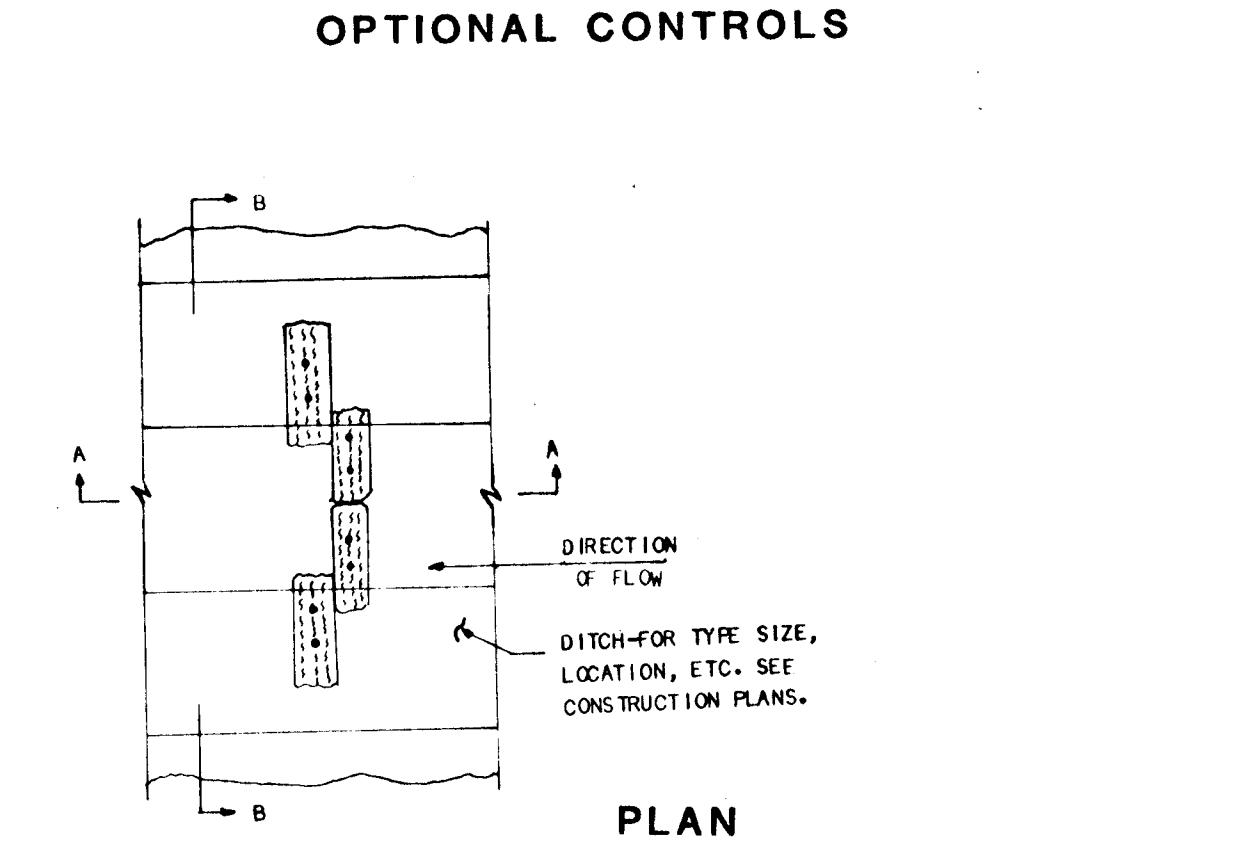 OPTIONAL CONTROLS
B
A
A
DIRECTION
OF FLOW
DITCH-FOR TYPE SIZE,
LOCATION, ETC. SEE
CONSTRUCTION PLANS.
B
PLAN